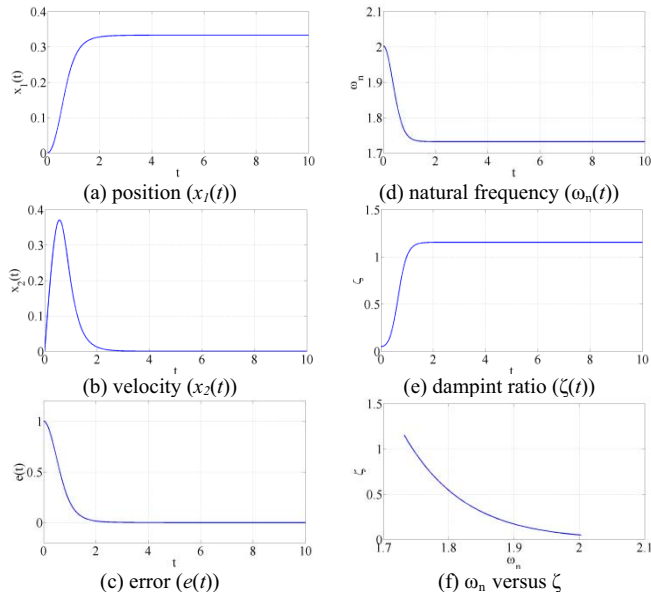 0.4
0.3
0.2
0.1
0
x1(t)
0 2 4 6 8 10
t
(a) position (x1(t))
2.1
2
1.9
1.8
1.7
ωn
0 2 4 6 8 10
t
(d) natural frequency (ωn(t))
0.4
0.3
0.2
0.1
0
x2(t)
0 2 4 6 8 10
t
(b) velocity (x2(t))
1.5
1
0.5
0
ζ
0 2 4 6 8 10
t
(e) dampint ratio (ζ(t))
1
0.5
0
e(t)
0 2 4 6 8 10
t
(c) error (e(t))
1.5
1
0.5
0
ζ
1.7 1.8 1.9 2 2.1
ωn
(f) ωn versus ζ